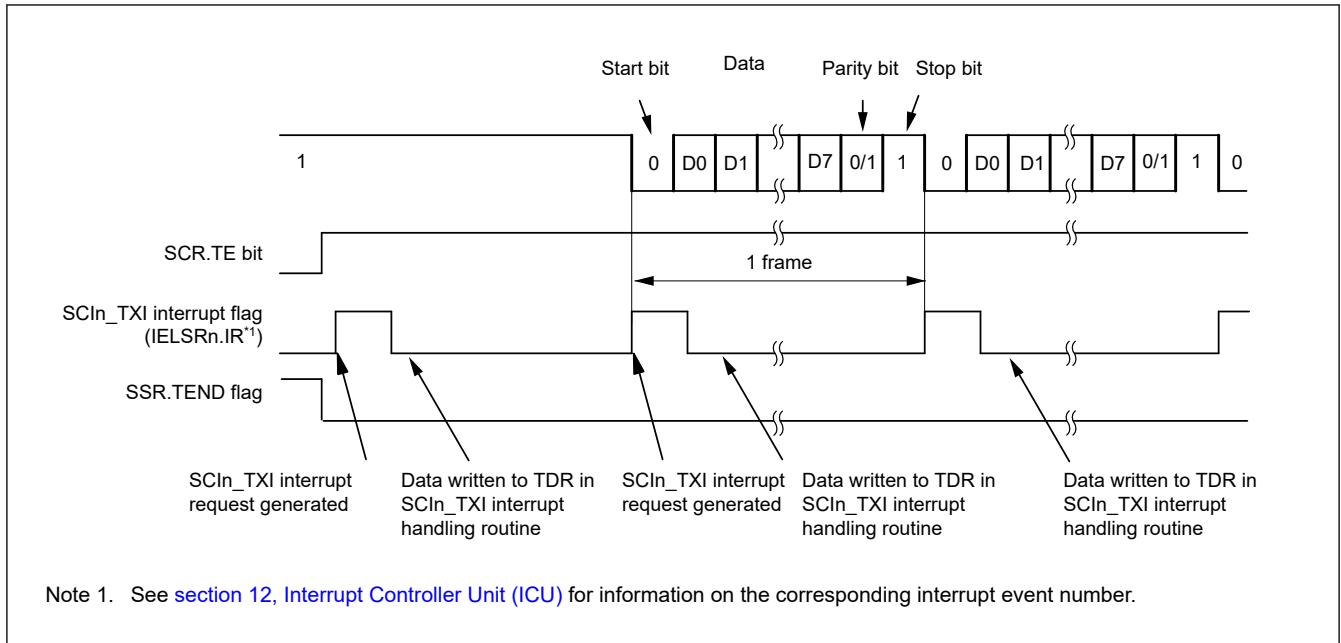 Start bit Data Parity bit Stop bit
1 0 D0 D1 D7 0/1 1 0 D0 D1 D7 0/1 1 0
SCR.TE bit
1 frame
SCIn_TXI interrupt flag
(IELSRn.IR*1)
SSR.TEND flag
SCIn_TXI interrupt
request generated
Data written to TDR in
SCIn_TXI interrupt
handling routine
SCIn_TXI interrupt
request generated
Data written to TDR in
SCIn_TXI interrupt
handling routine
Data written to TDR in
SCIn_TXI interrupt
handling routine
Note 1. See section 12, Interrupt Controller Unit (ICU) for information on the corresponding interrupt event number.